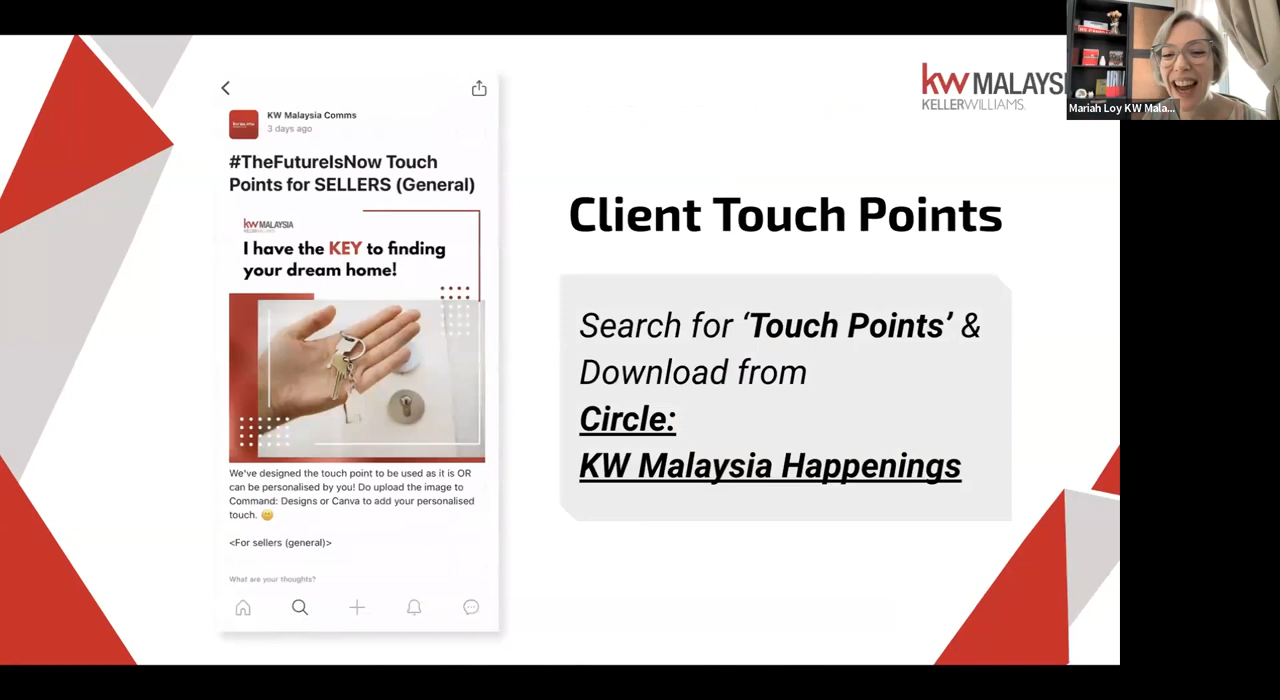 KW Malaysia Comms
3 days ago
#TheFutureIsNow Touch
Points for SELLERS (General)
kw MALAYSIA
KELLERWILLIAMS.
I have the KEY to finding
your dream home!
We've designed the touch point to be used as it is OR
can be personalised by you! Do upload the image to
Command: Designs or Canva to add your personalised
touch. 😊
<For sellers (general)>
What are your thoughts?
kw MALAYSI
KELLERWILLIAMS.
Mariah Loy KW Mala...
Client Touch Points
Search for ‘Touch Points’ &
Download from
Circle:
KW Malaysia Happenings